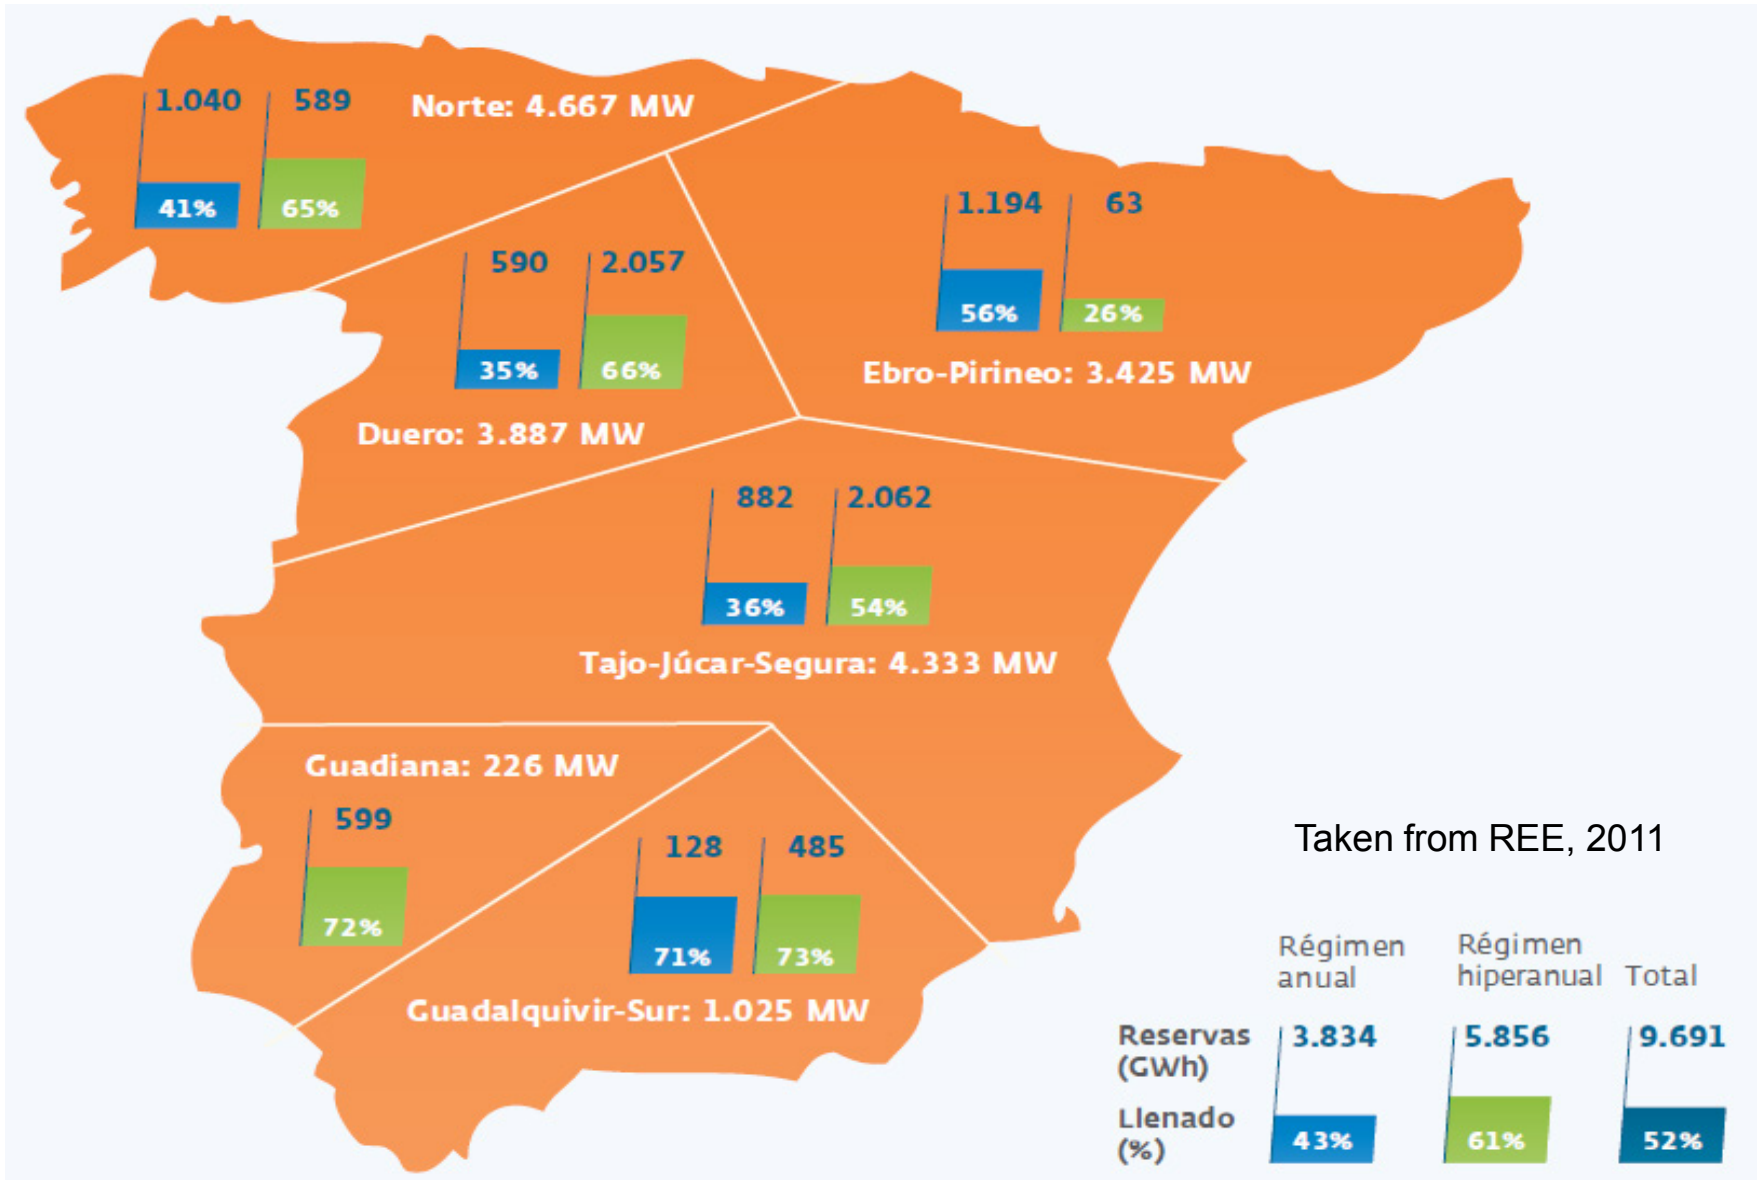 1.040 589
Norte: 4.667 MW
41% 65%
1.194 63
56% 26%
Ebro-Pirineo: 3.425 MW
590 2.057
35% 66%
Duero: 3.887 MW
882 2.062
36% 54%
Tajo-Júcar-Segura: 4.333 MW
Guadiana: 226 MW
599
72%
128 485
71% 73%
Guadalquivir-Sur: 1.025 MW
Taken from REE, 2011
Régimen
anual
Régimen
hiperanual
Total
Reservas
(GWh)
3.834 5.856 9.691
Llenado
(%)
43% 61% 52%